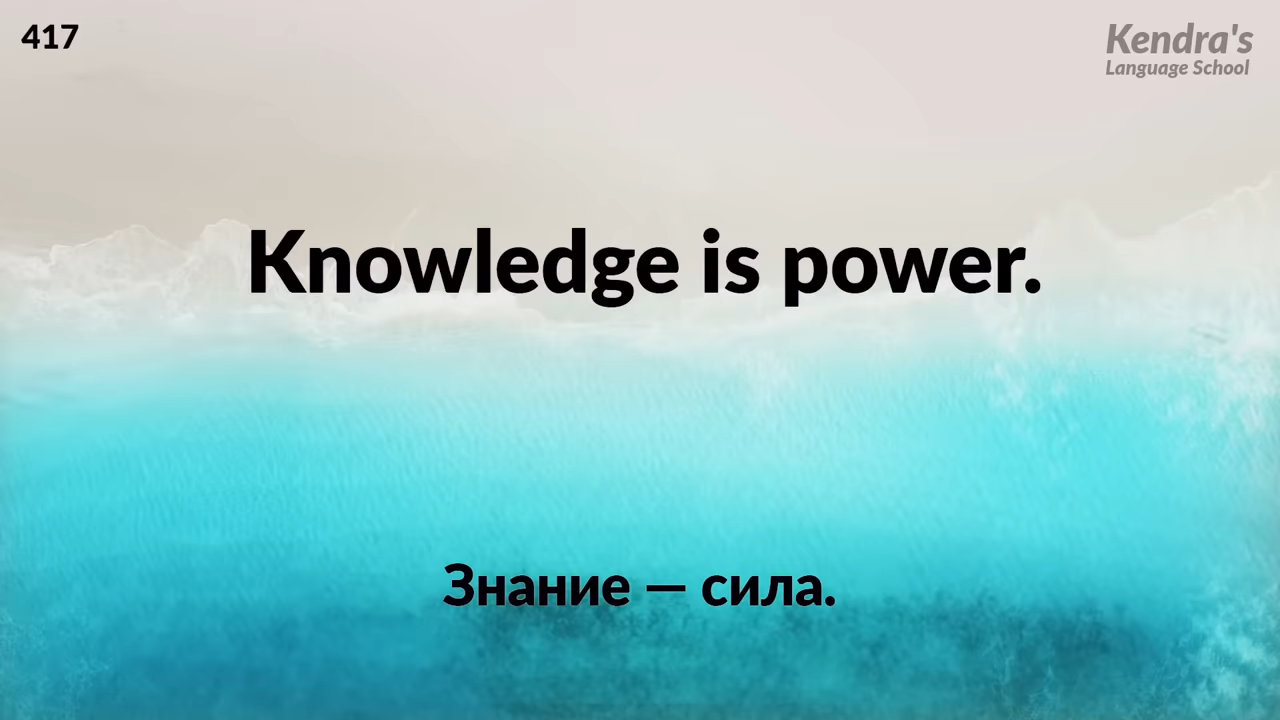 417
Kendra's
Language School
Knowledge is power.
Знание — сила.